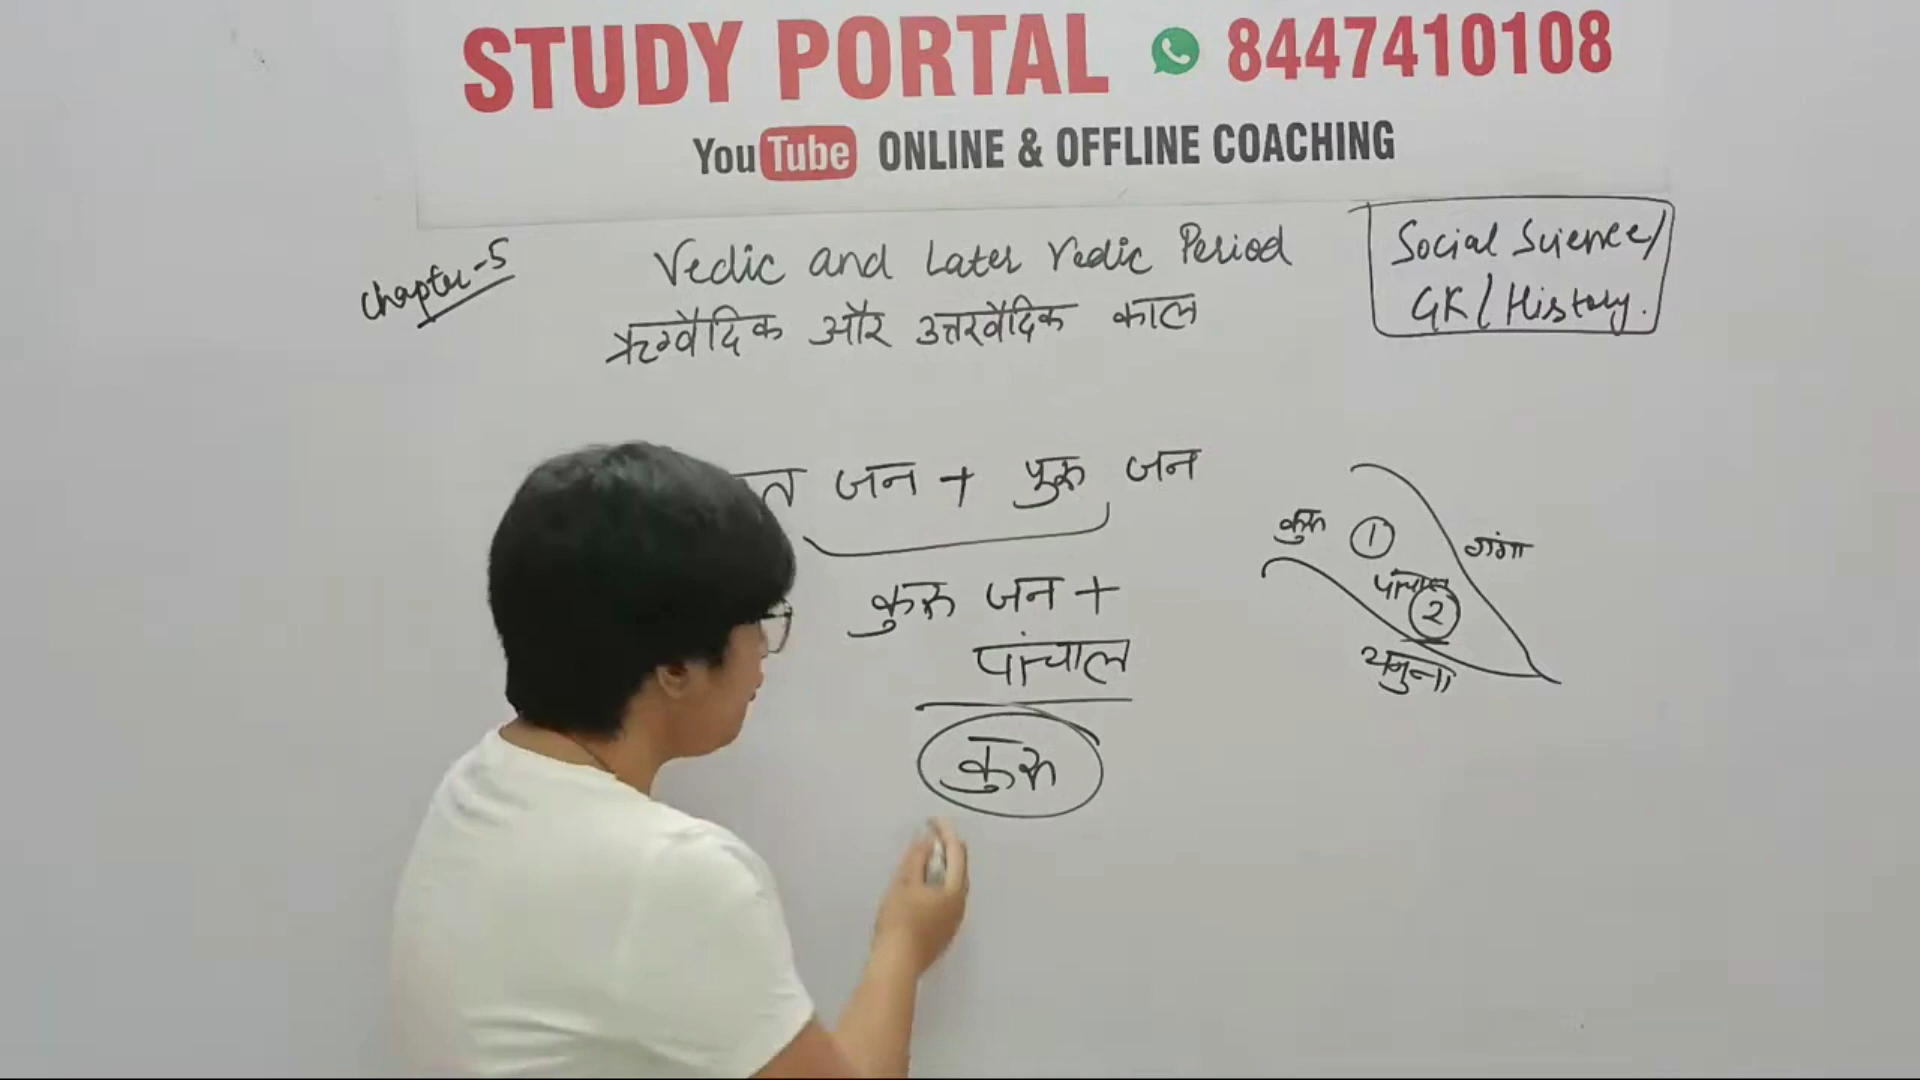 STUDY PORTAL 8447410108
YouTube ONLINE & OFFLINE COACHING
Chapter-5
Vedic and Later Vedic Period
ऋग्वैदिक और उत्तरवैदिक काल
Social Science/
GK/History.
त जन + पुरु जन
कुरु जन +
पांचाल
कुरु
कुरु 1
गंगा
पांचाल
2
यमुना